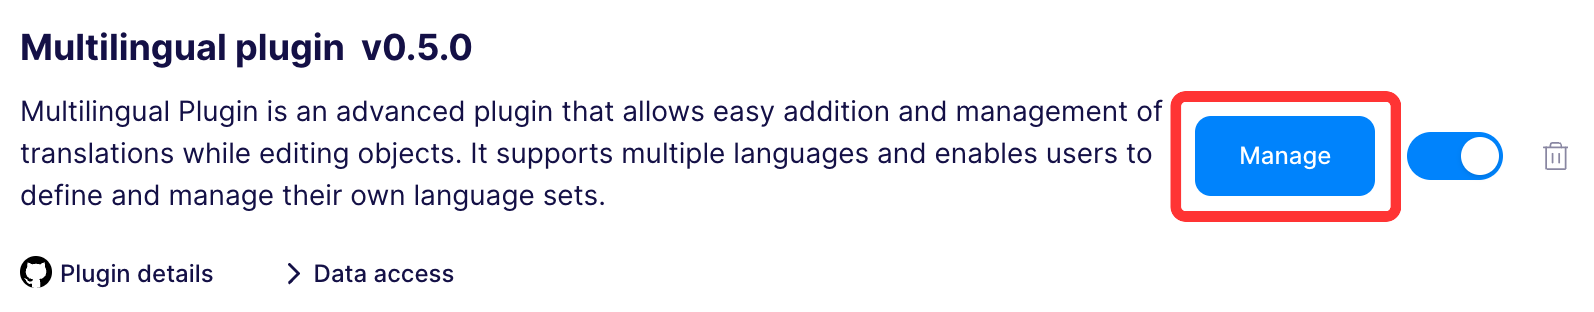 Multilingual plugin v0.5.0
Multilingual Plugin is an advanced plugin that allows easy addition and management of
translations while editing objects. It supports multiple languages and enables users to
define and manage their own language sets.
Manage
Plugin details
Data access